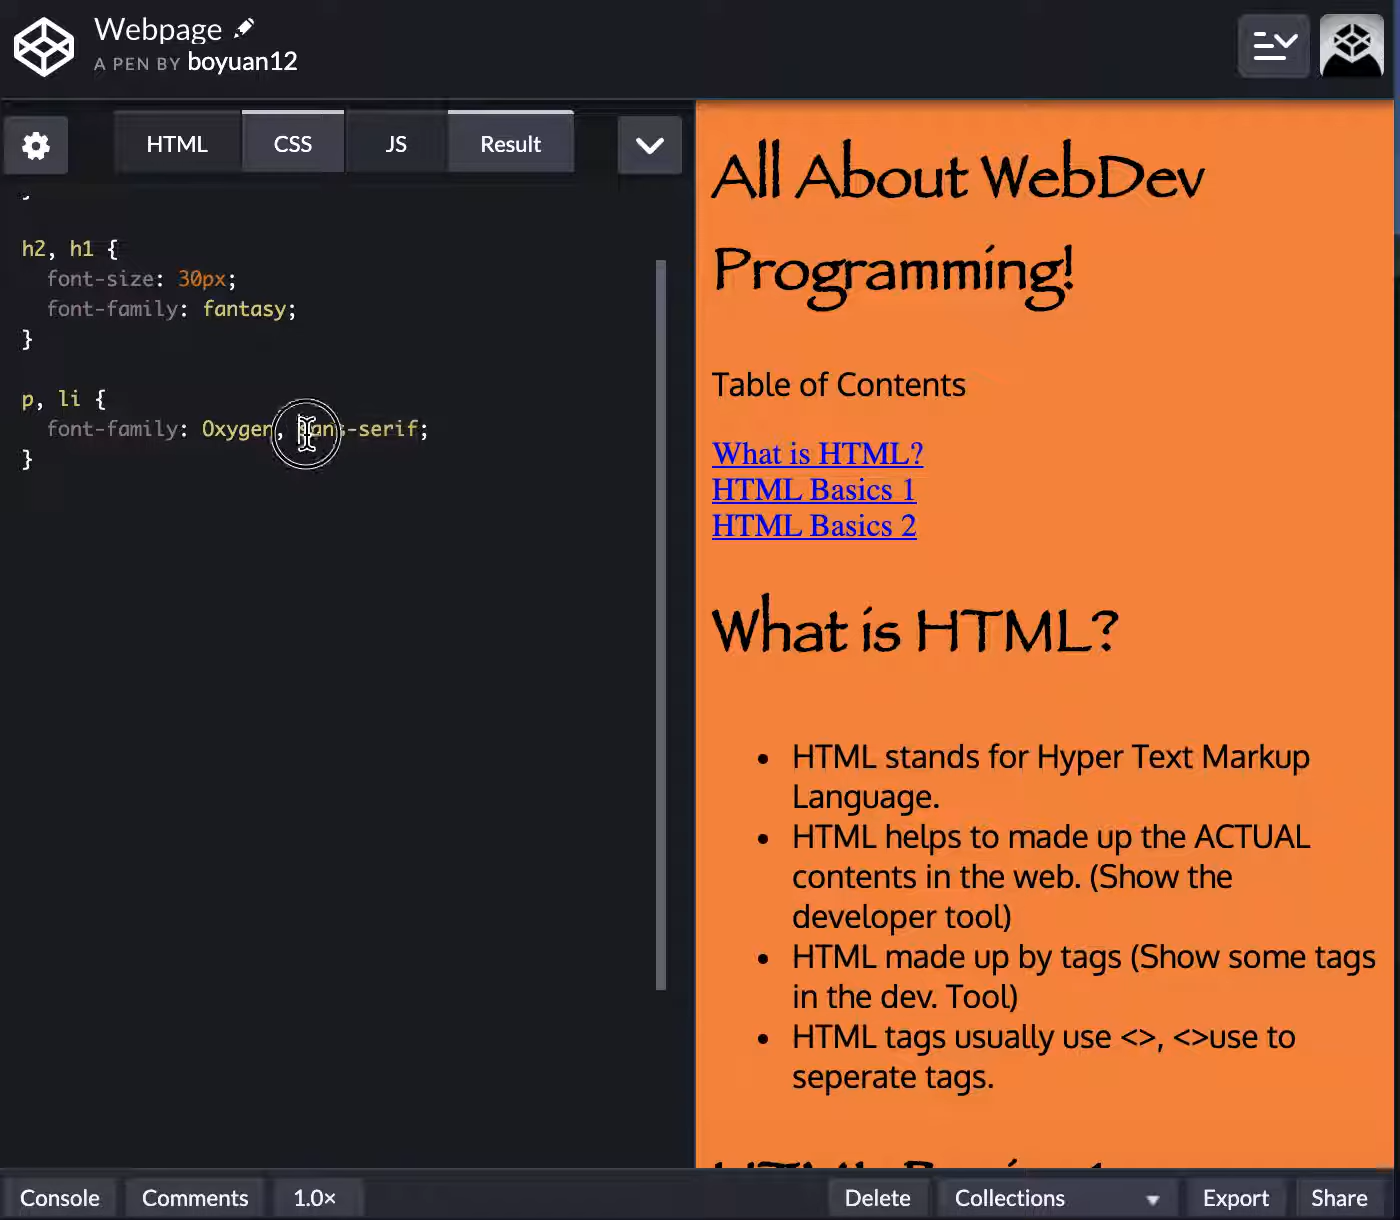 Webpage
A PEN BY boyuan12
HTML
CSS
JS
Result
}
h2, h1 {
font-size: 30px;
font-family: fantasy;
}
p, li {
font-family: Oxygen, sans-serif;
}
All About WebDev
Programming!
Table of Contents
What is HTML?
HTML Basics 1
HTML Basics 2
What is HTML?
• HTML stands for Hyper Text Markup
Language.
• HTML helps to made up the ACTUAL
contents in the web. (Show the
developer tool)
• HTML made up by tags (Show some tags
in the dev. Tool)
• HTML tags usually use <>, <>use to
seperate tags.
HTML Basics 1
Console
Comments
1.0×
Delete
Collections
Export
Share